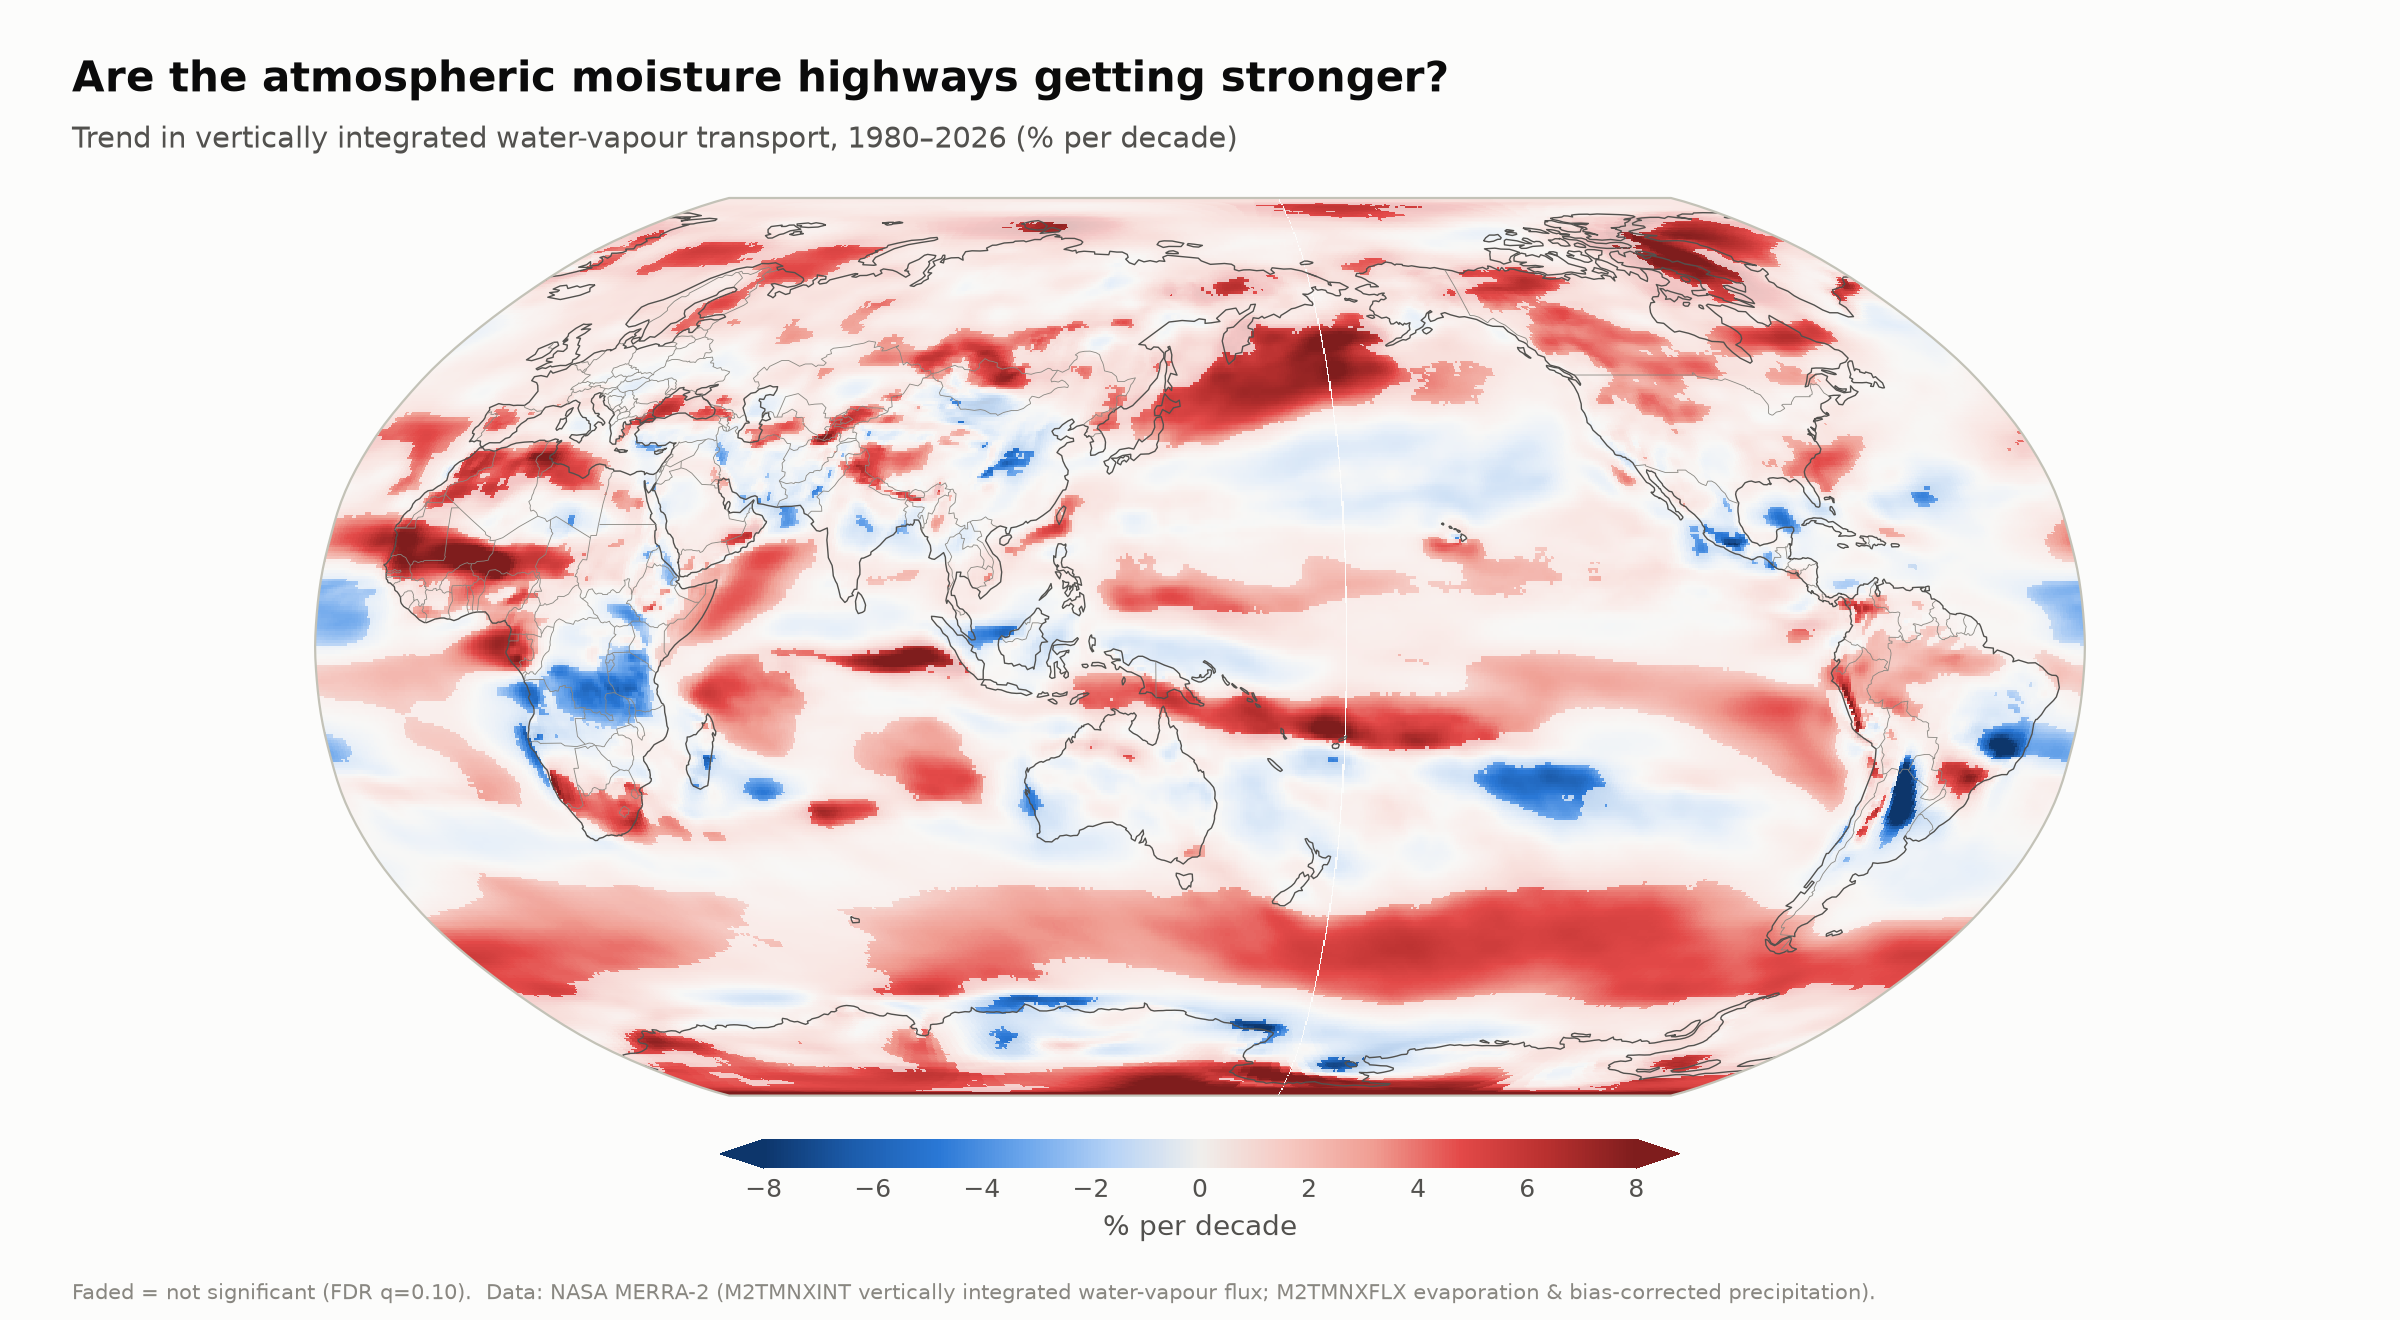 Are the atmospheric moisture highways getting stronger?
Trend in vertically integrated water-vapour transport, 1980–2026 (% per decade)
−8 −6 −4 −2 0 2 4 6 8
% per decade
Faded = not significant (FDR q=0.10).  Data: NASA MERRA-2 (M2TMNXINT vertically integrated water-vapour flux; M2TMNXFLX evaporation & bias-corrected precipitation).